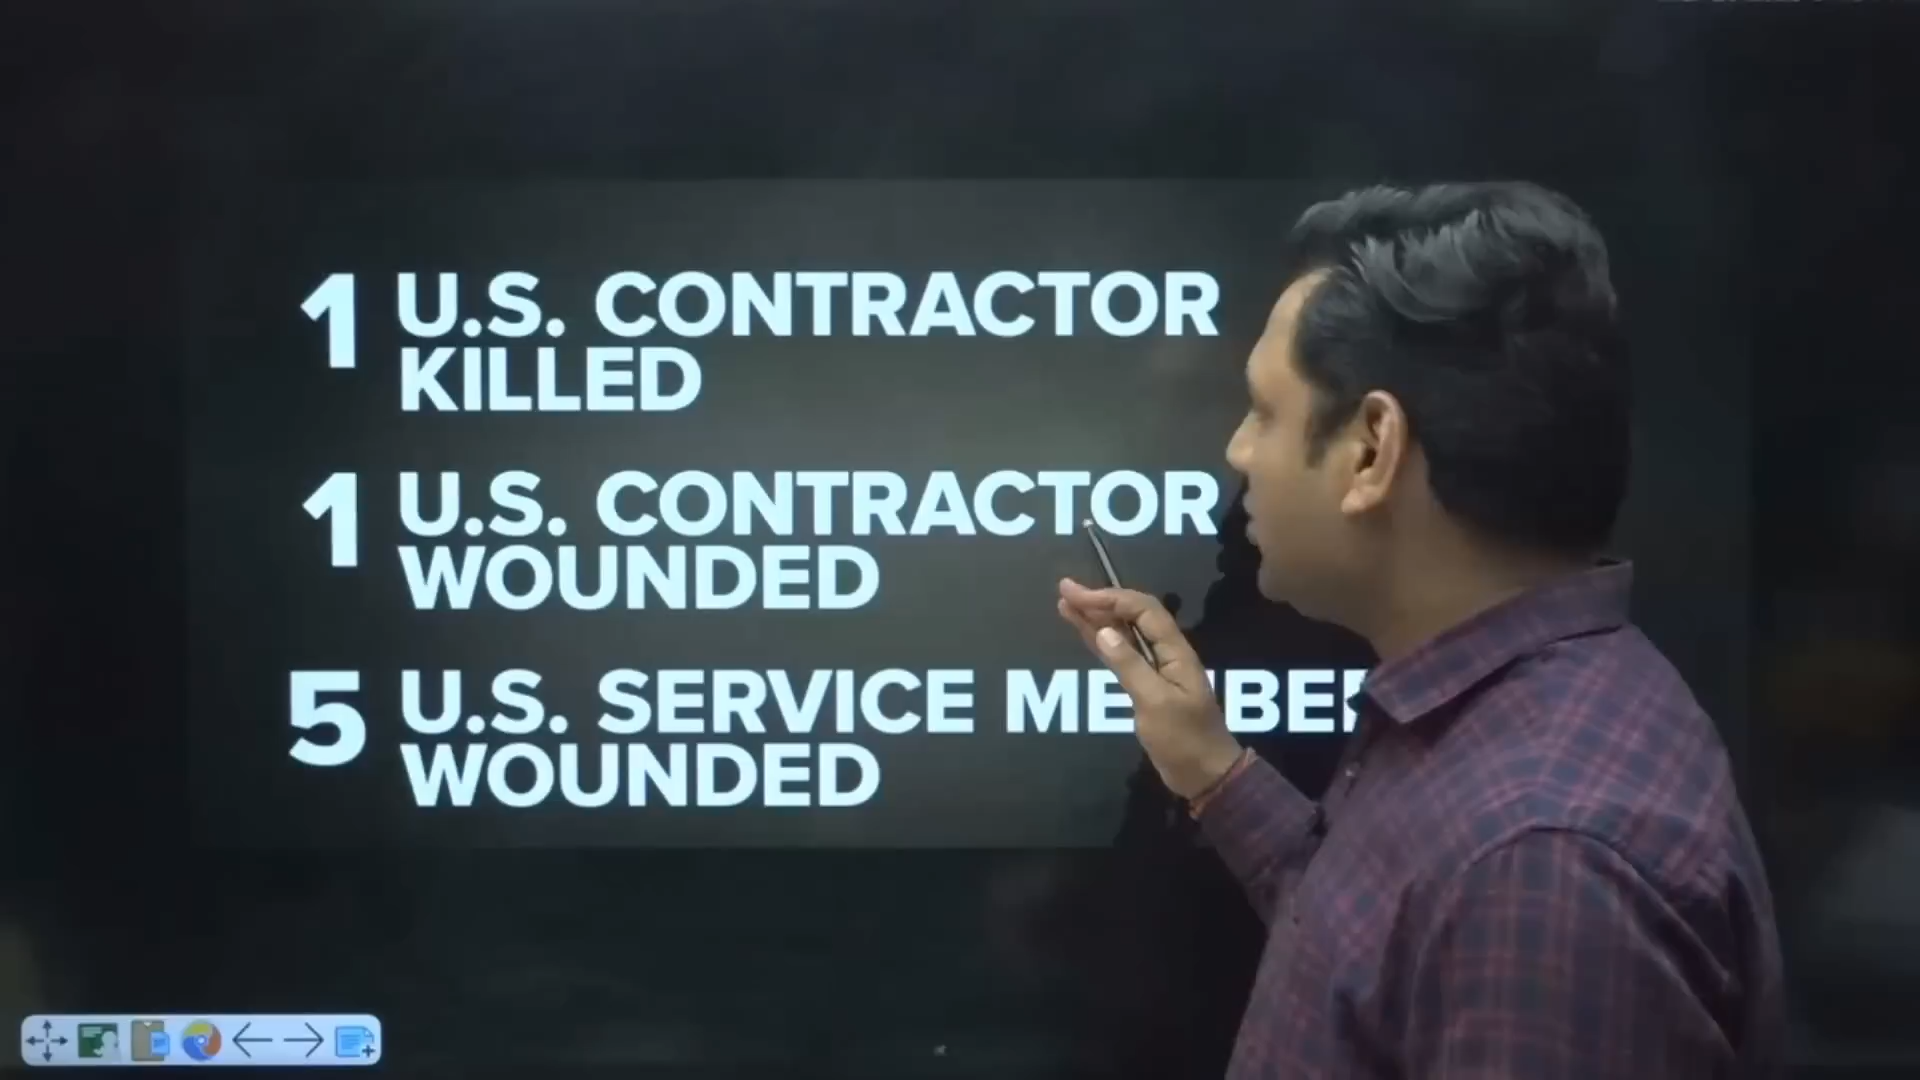 1 U.S. CONTRACTOR
KILLED
1 U.S. CONTRACTOR
WOUNDED
5 U.S. SERVICE
WOUNDED